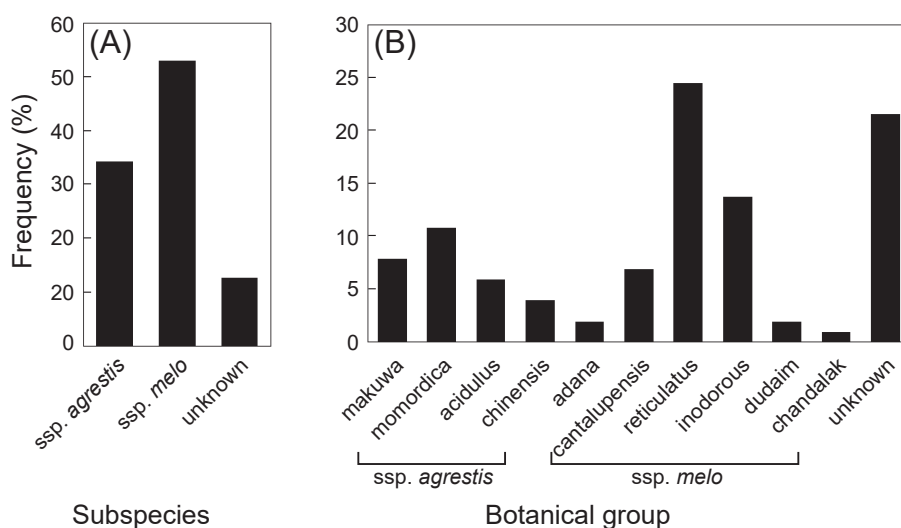 (A)
(B)
Frequency (%)
60
50
40
30
20
20
0
30
25
20
15
10
5
0
ssp. agrestis
ssp. melo
unknown
makuwa
momordica
acidulus
chinensis
adana
cantalupensis
reticulatus
inodorous
dudaim
chandalak
unknown
ssp. agrestis
ssp. melo
Subspecies
Botanical group